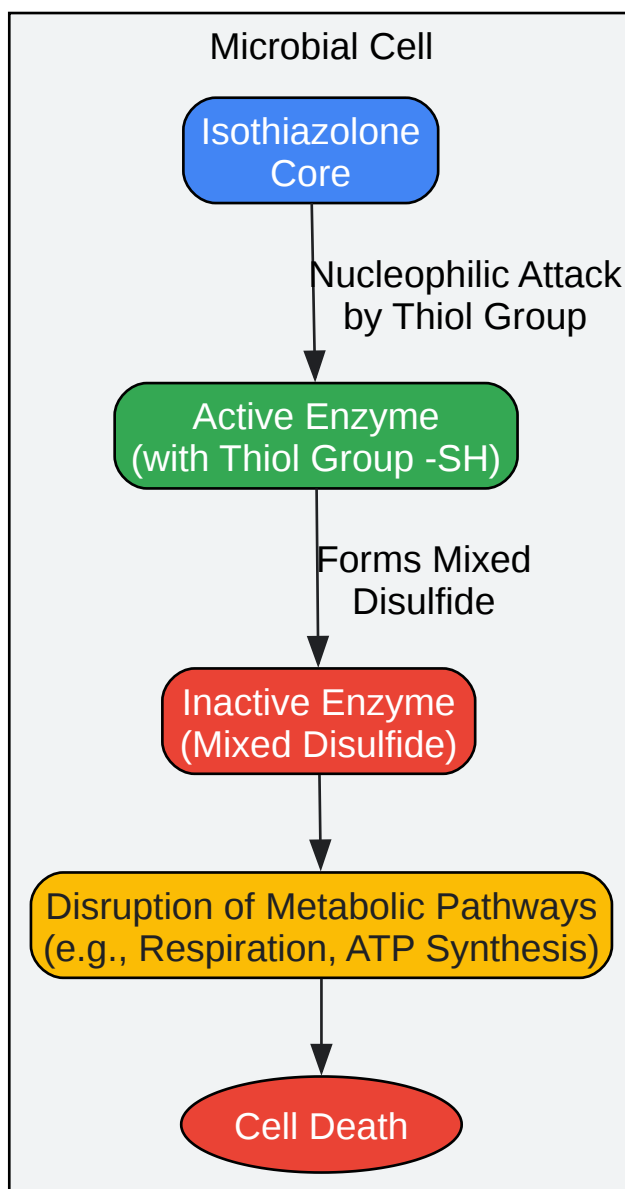 Microbial Cell
Isothiazolone
Core
Nucleophilic Attack
by Thiol Group
Active Enzyme
(with Thiol Group -SH)
Forms Mixed
Disulfide
Inactive Enzyme
(Mixed Disulfide)
Disruption of Metabolic Pathways
(e.g., Respiration, ATP Synthesis)
Cell Death